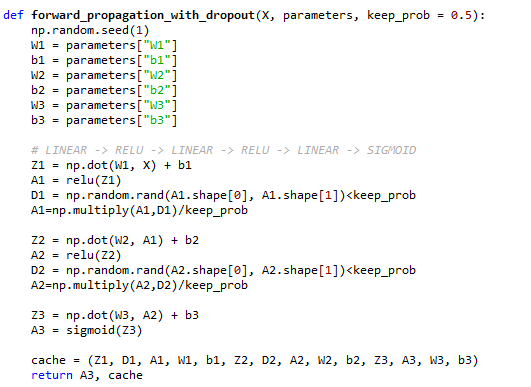 def forward_propagation_with_dropout(X, parameters, keep_prob = 0.5):
    np.random.seed(1)
    W1 = parameters["W1"]
    b1 = parameters["b1"]
    W2 = parameters["W2"]
    b2 = parameters["b2"]
    W3 = parameters["W3"]
    b3 = parameters["b3"]

    # LINEAR -> RELU -> LINEAR -> RELU -> LINEAR -> SIGMOID
    Z1 = np.dot(W1, X) + b1
    A1 = relu(Z1)
    D1 = np.random.rand(A1.shape[0], A1.shape[1])<keep_prob
    A1=np.multiply(A1,D1)/keep_prob

    Z2 = np.dot(W2, A1) + b2
    A2 = relu(Z2)
    D2 = np.random.rand(A2.shape[0], A2.shape[1])<keep_prob
    A2=np.multiply(A2,D2)/keep_prob

    Z3 = np.dot(W3, A2) + b3
    A3 = sigmoid(Z3)

    cache = (Z1, D1, A1, W1, b1, Z2, D2, A2, W2, b2, Z3, A3, W3, b3)
    return A3, cache